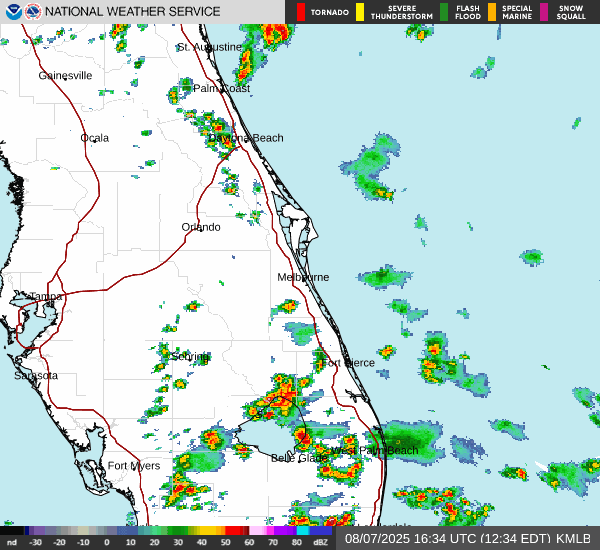 NATIONAL WEATHER SERVICE
TORNADO
SEVERE THUNDERSTORM
FLASH FLOOD
SPECIAL MARINE
SNOW SQUALL
St. Augustine
Gainesville
Palm Coast
Ocala
Daytona Beach
Orlando
Melbourne
Tampa
Sebring
Fort Pierce
Sarasota
West Palm Beach
Belle Glade
Fort Myers
nd -30 -20 -10 0 10 20 30 40 50 60 70 80 dBZ
08/07/2025 16:34 UTC (12:34 EDT) KMLB